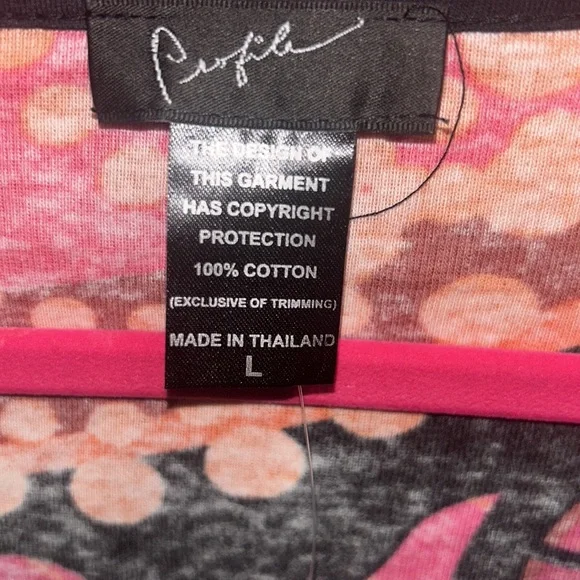 Profile
THE DESIGN OF
THIS GARMENT
HAS COPYRIGHT
PROTECTION
100% COTTON
(EXCLUSIVE OF TRIMMING)
MADE IN THAILAND
L